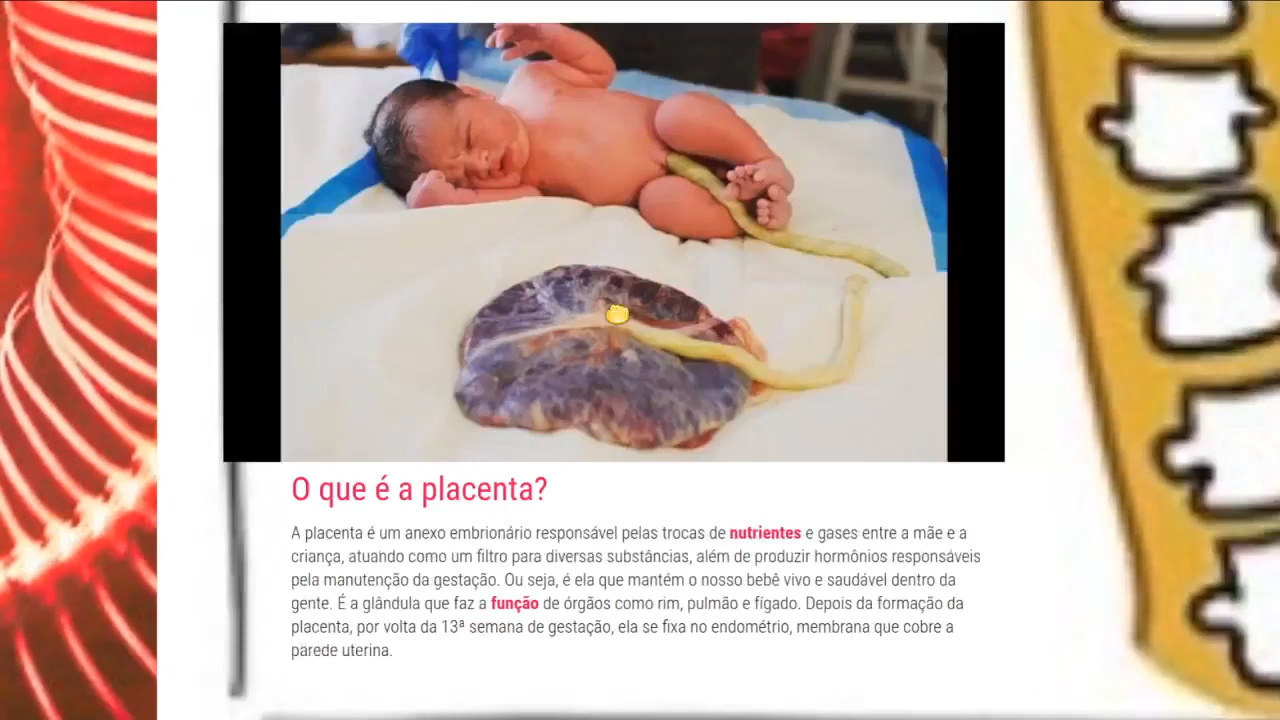 O que é a placenta?
A placenta é um anexo embrionário responsável pelas trocas de nutrientes e gases entre a mãe e a
criança, atuando como um filtro para diversas substâncias, além de produzir hormônios responsáveis
pela manutenção da gestação. Ou seja, é ela que mantém o nosso bebê vivo e saudável dentro da
gente. É a glândula que faz a função de órgãos como rim, pulmão e fígado. Depois da formação da
placenta, por volta da 13ª semana de gestação, ela se fixa no endométrio, membrana que cobre a
parede uterina.